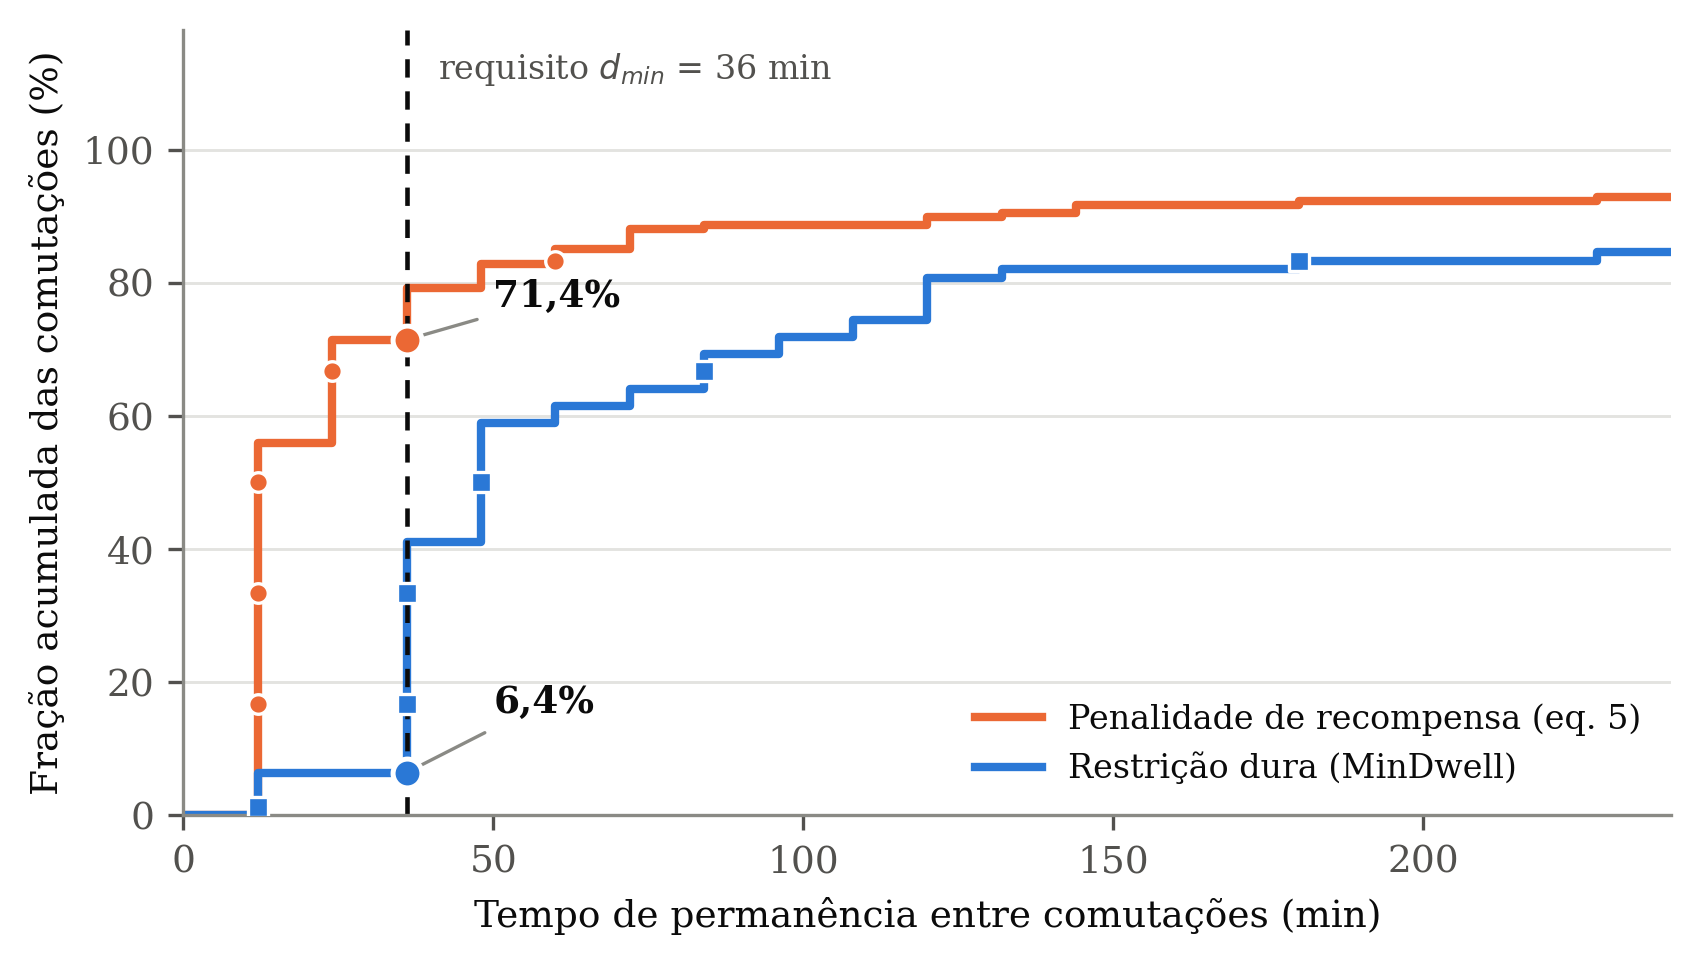 requisito dmin = 36 min
Fração acumulada das comutações (%)
100
80
60
40
20
0
71,4%
6,4%
Penalidade de recompensa (eq. 5)
Restrição dura (MinDwell)
0 50 100 150 200
Tempo de permanência entre comutações (min)